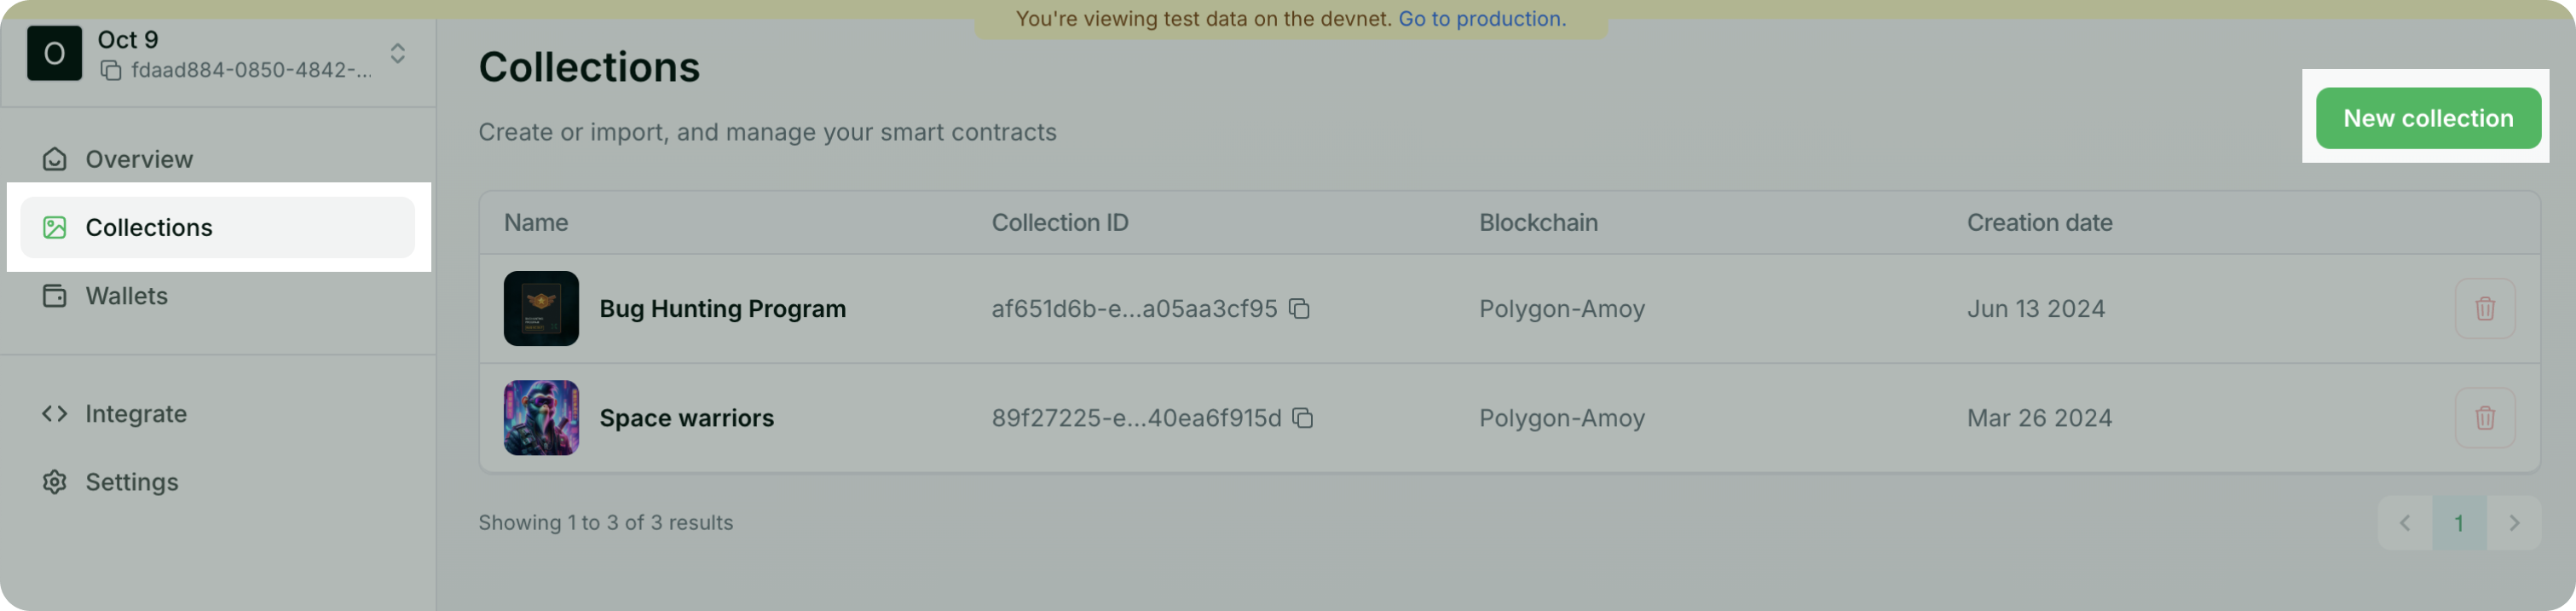 You're viewing test data on the devnet. Go to production.
O
Oct 9
fdaad884-0850-4842-...
Overview
Collections
Wallets
Integrate
Settings
Collections
Create or import, and manage your smart contracts
New collection
Name Collection ID Blockchain Creation date
Bug Hunting Program af651d6b-e...a05aa3cf95 Polygon-Amoy Jun 13 2024
Space warriors 89f27225-e...40ea6f915d Polygon-Amoy Mar 26 2024
Showing 1 to 3 of 3 results
1